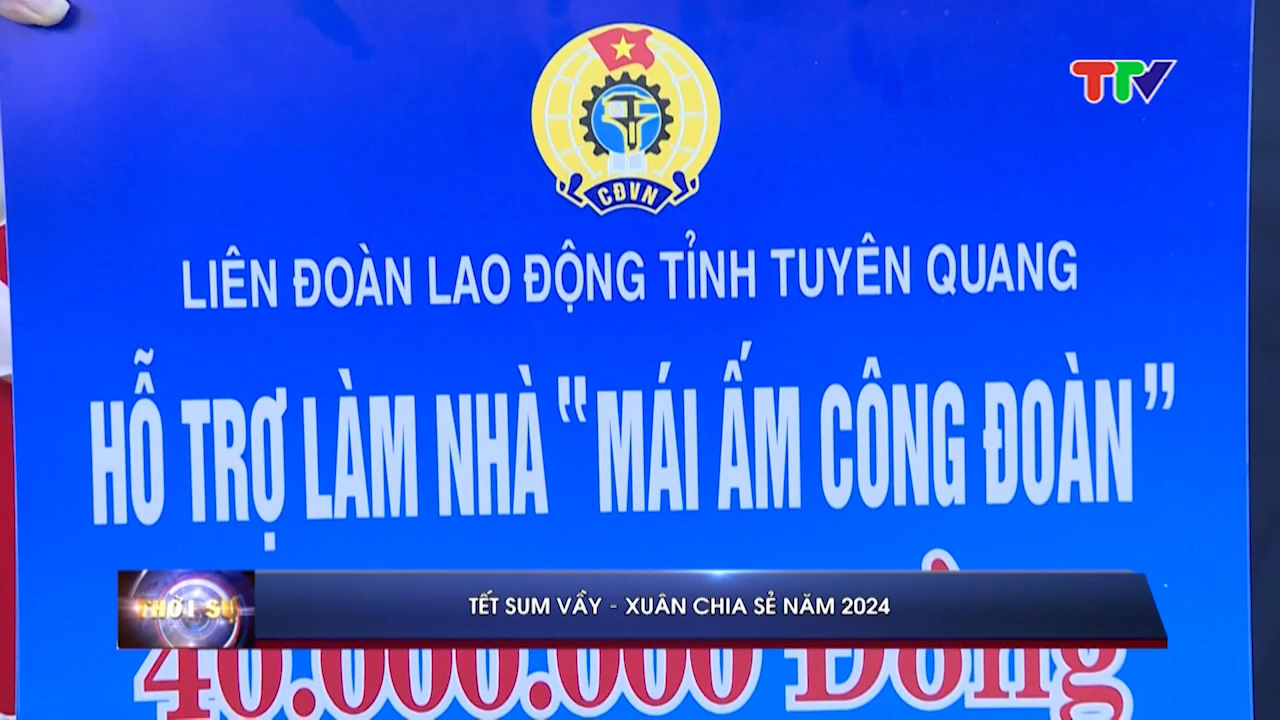 TTV
CĐVN
LIÊN ĐOÀN LAO ĐỘNG TỈNH TUYÊN QUANG
HỖ TRỢ LÀM NHÀ "MÁI ẤM CÔNG ĐOÀN"
THỜI SỰ
TẾT SUM VẦY - XUÂN CHIA SẺ NĂM 2024
40.000.000 Đồng